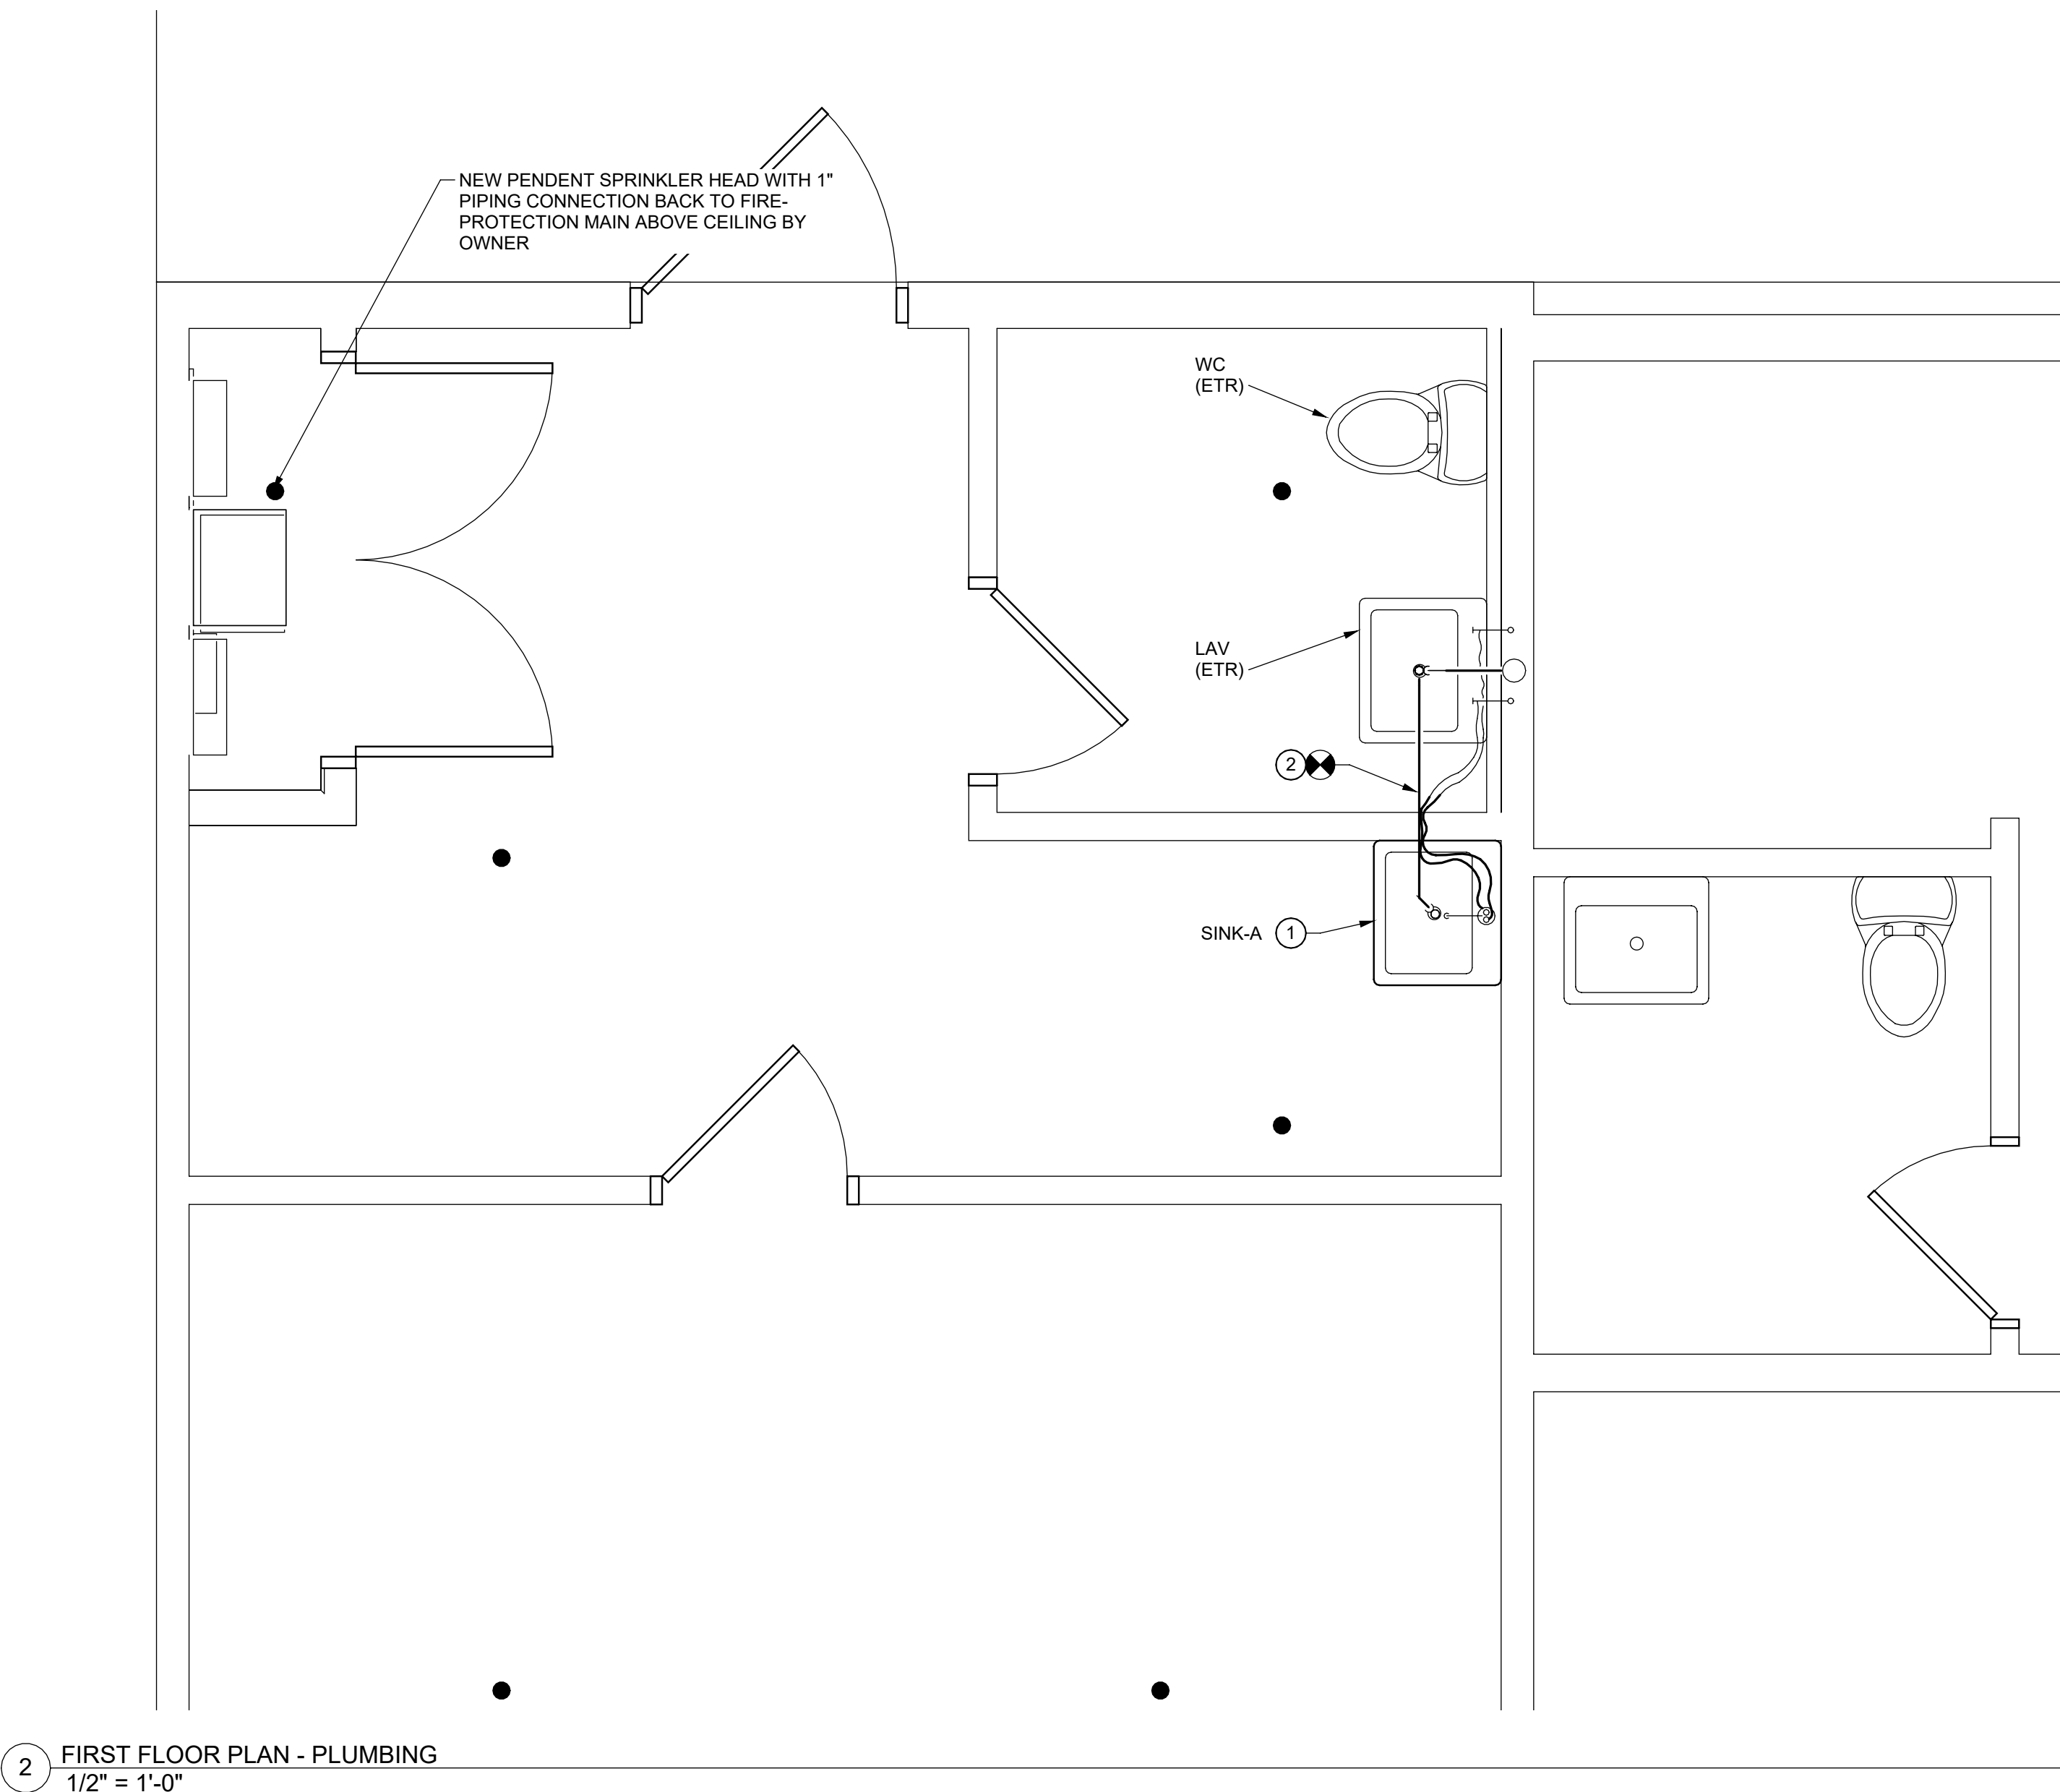 NEW PENDENT SPRINKLER HEAD WITH 1"
PIPING CONNECTION BACK TO FIRE-
PROTECTION MAIN ABOVE CEILING BY
OWNER
WC
(ETR)
LAV
(ETR)
2
SINK-A 1
2 FIRST FLOOR PLAN - PLUMBING
1/2" = 1'-0"